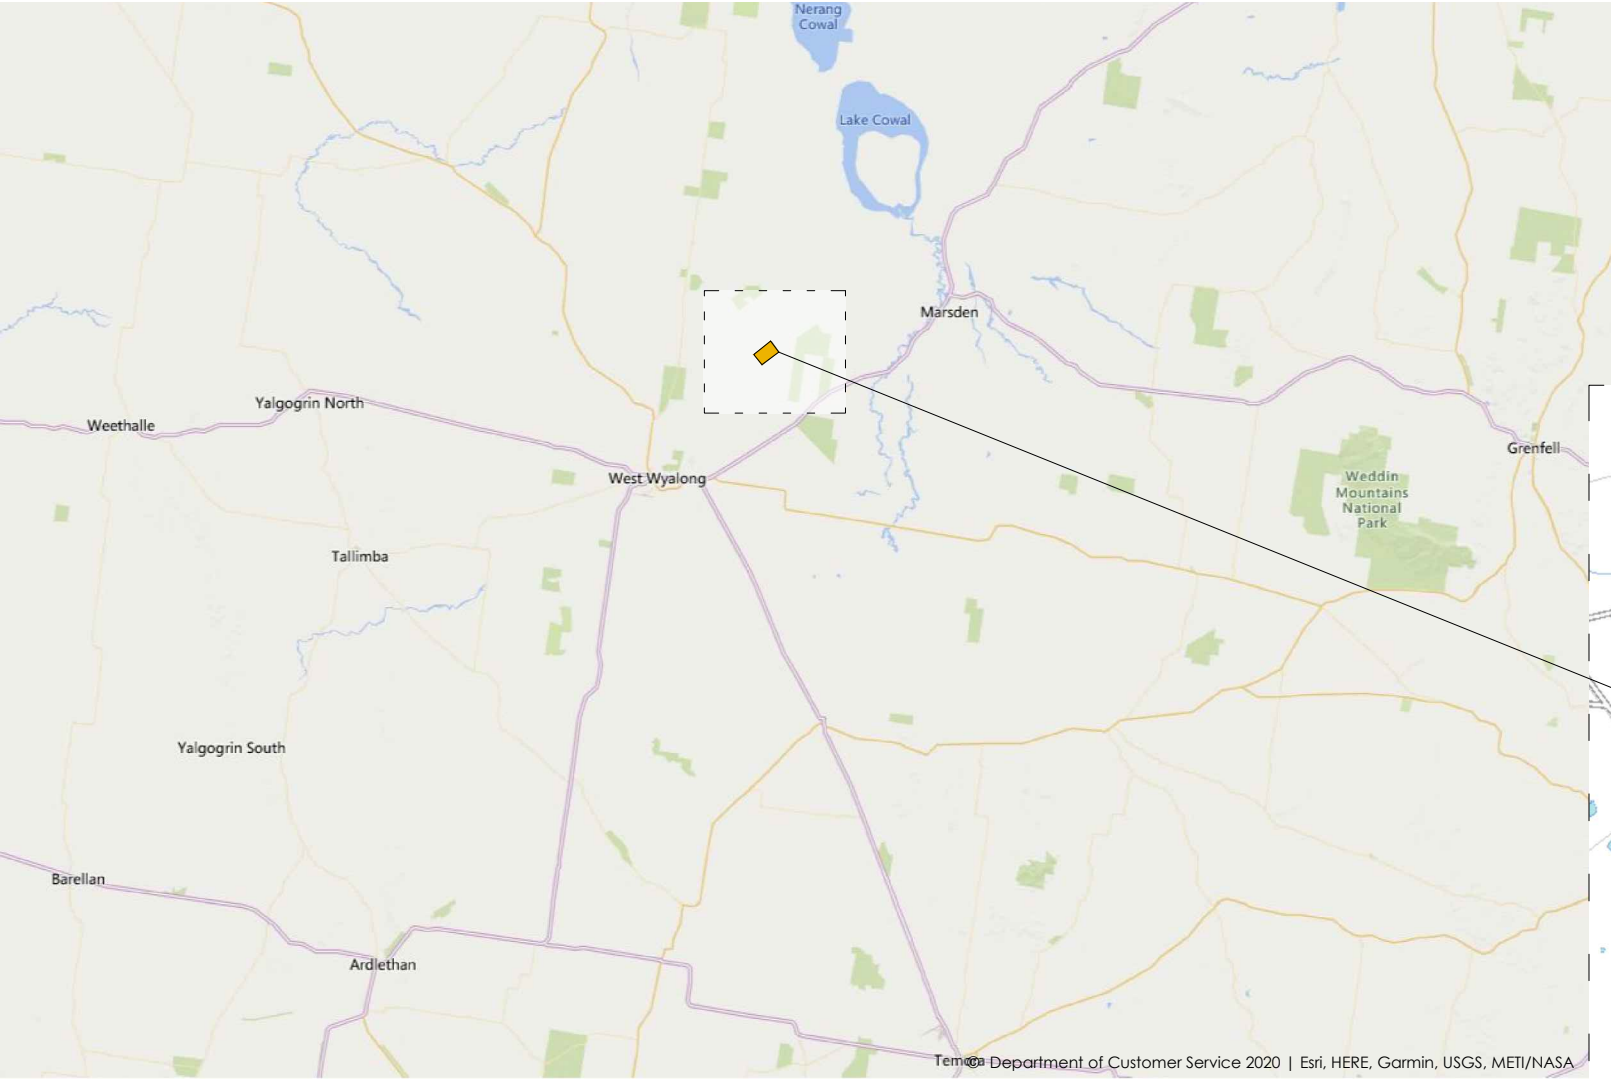 Nerang
Cowal
Lake Cowal
Marsden
Yalgogrin North
Weethalle
Grenfell
West Wyalong
Weddin
Mountains
National
Park
Tallimba
Yalgogrin South
Barellan
Ardlethan
Temora
© Department of Customer Service 2020 | Esri, HERE, Garmin, USGS, METI/NASA